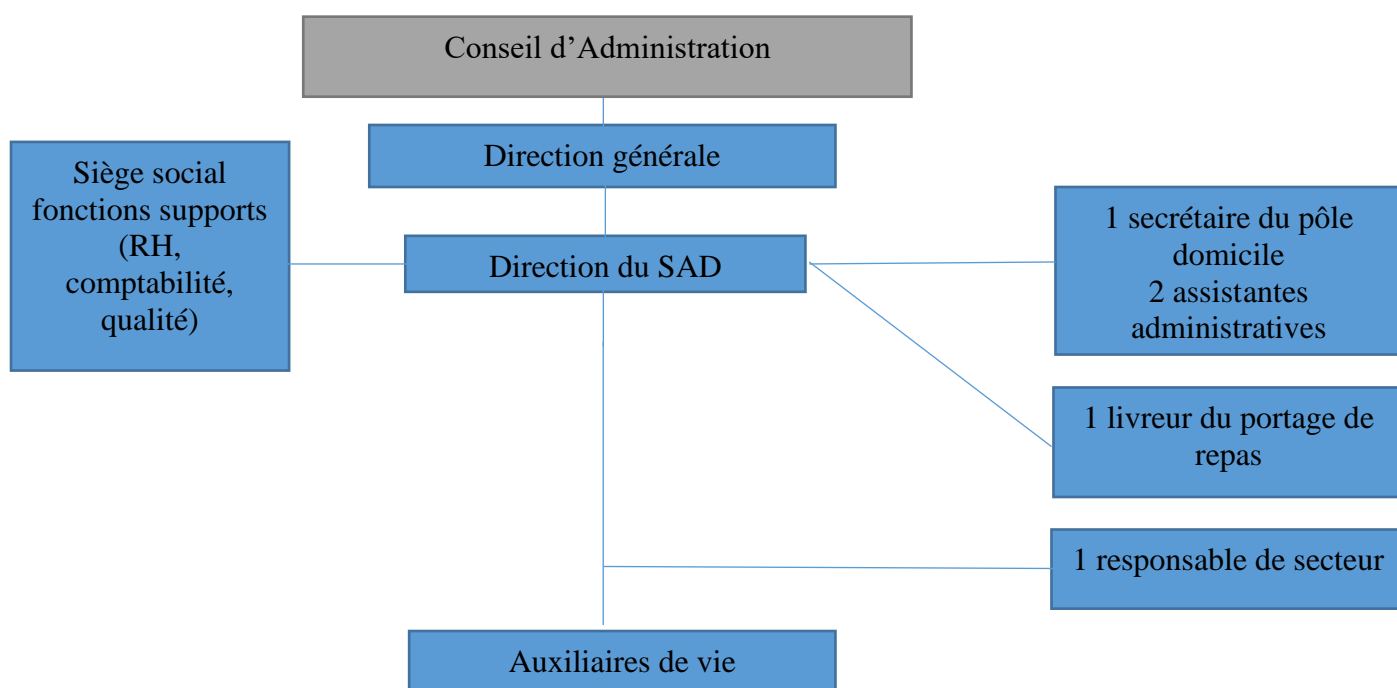 Conseil d’Administration
Direction générale
Siège social
fonctions supports
(RH,
comptabilité,
qualité)
Direction du SAD
1 secrétaire du pôle
domicile
2 assistantes
administratives
1 livreur du portage de
repas
1 responsable de secteur
Auxiliaires de vie